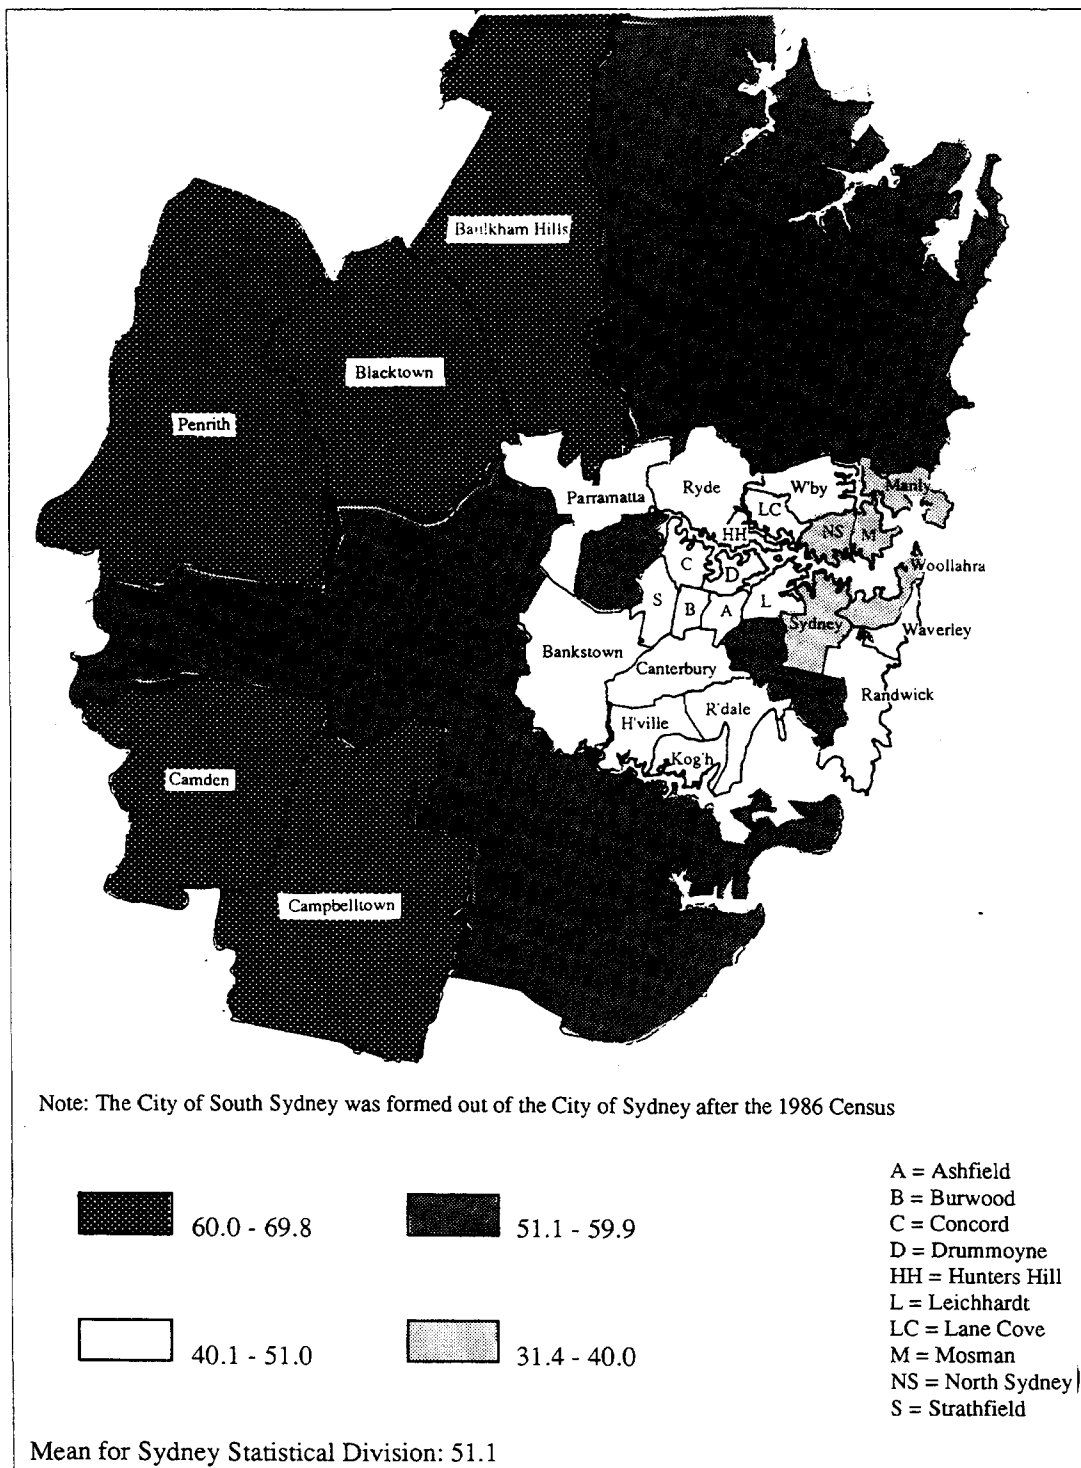 Baulkham Hills
Blacktown
Penrith
Parramatta
Ryde
W'by
Manly
LC
HH
NS
M
Woollahra
C
D
S
B
A
L
Sydney
Waverley
Bankstown
Canterbury
Randwick
H'ville
R'dale
Kog'h
Camden
Campbelltown
Note: The City of South Sydney was formed out of the City of Sydney after the 1986 Census
60.0 - 69.8
51.1 - 59.9
40.1 - 51.0
31.4 - 40.0
A = Ashfield
B = Burwood
C = Concord
D = Drummoyne
HH = Hunters Hill
L = Leichhardt
LC = Lane Cove
M = Mosman
NS = North Sydney
S = Strathfield
Mean for Sydney Statistical Division: 51.1